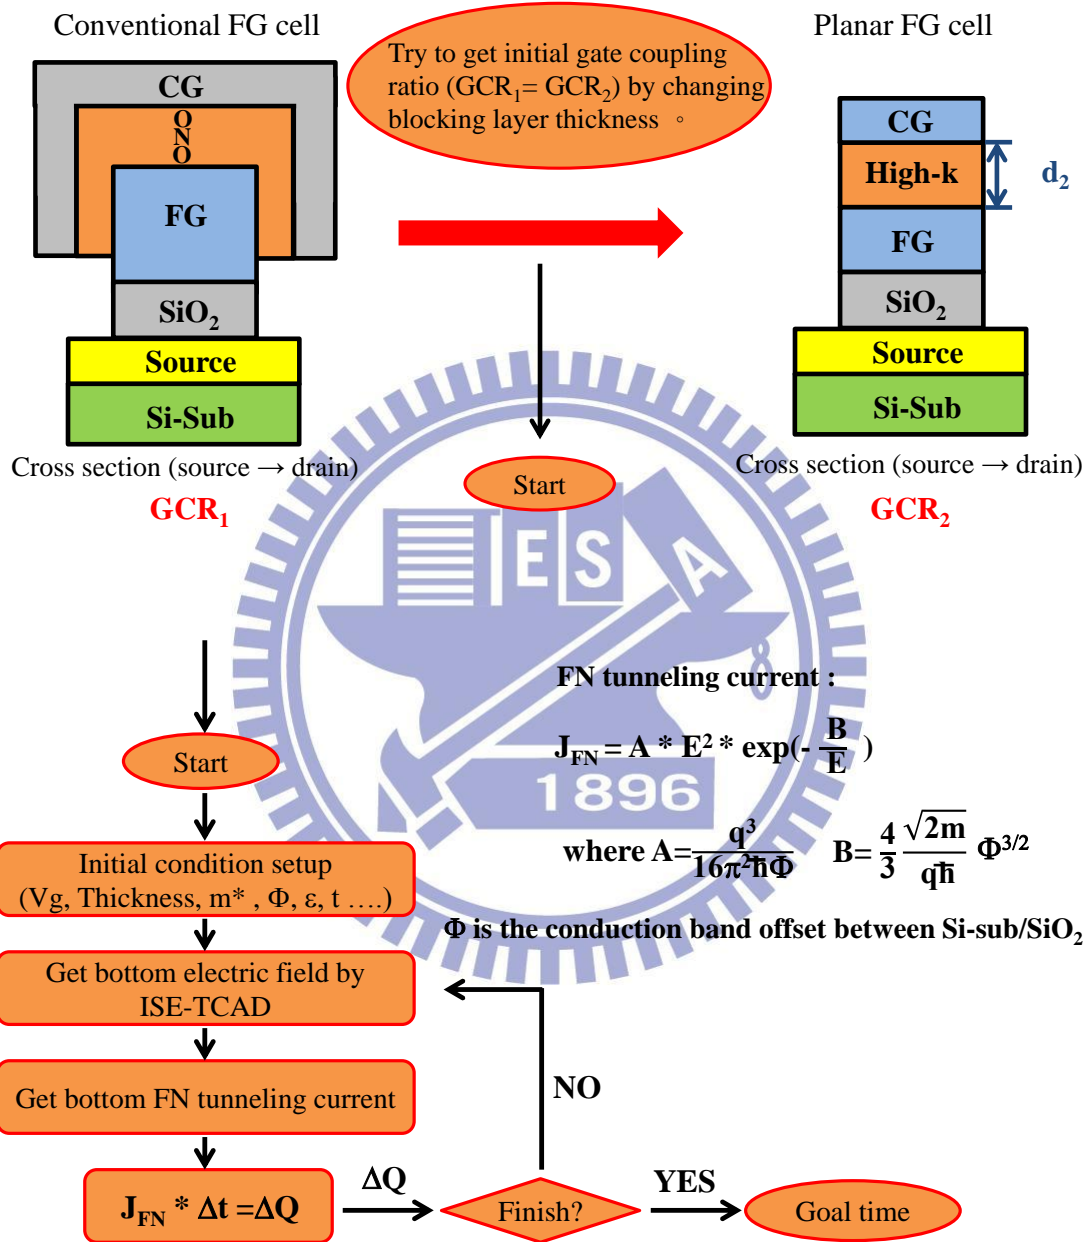 Conventional FG cell
CG
O
N
O
FG
SiO₂
Source
Si-Sub
Cross section (source → drain)
GCR₁
Try to get initial gate coupling
ratio (GCR₁= GCR₂) by changing
blocking layer thickness 。
Planar FG cell
CG
High-k
d₂
FG
SiO₂
Source
Si-Sub
Cross section (source → drain)
GCR₂
Start
ES
A
1896
FN tunneling current :
J_FN = A * E² * exp(- B/E )
where A= q³/16π²ħΦ B= 4/3 √2m/qħ Φ³ᐟ²
Φ is the conduction band offset between Si-sub/SiO₂
Start
Initial condition setup
(Vg, Thickness, m* , Φ, ε, t ….)
Get bottom electric field by
ISE-TCAD
Get bottom FN tunneling current
J_FN * Δt =ΔQ
ΔQ
Finish?
NO
YES
Goal time